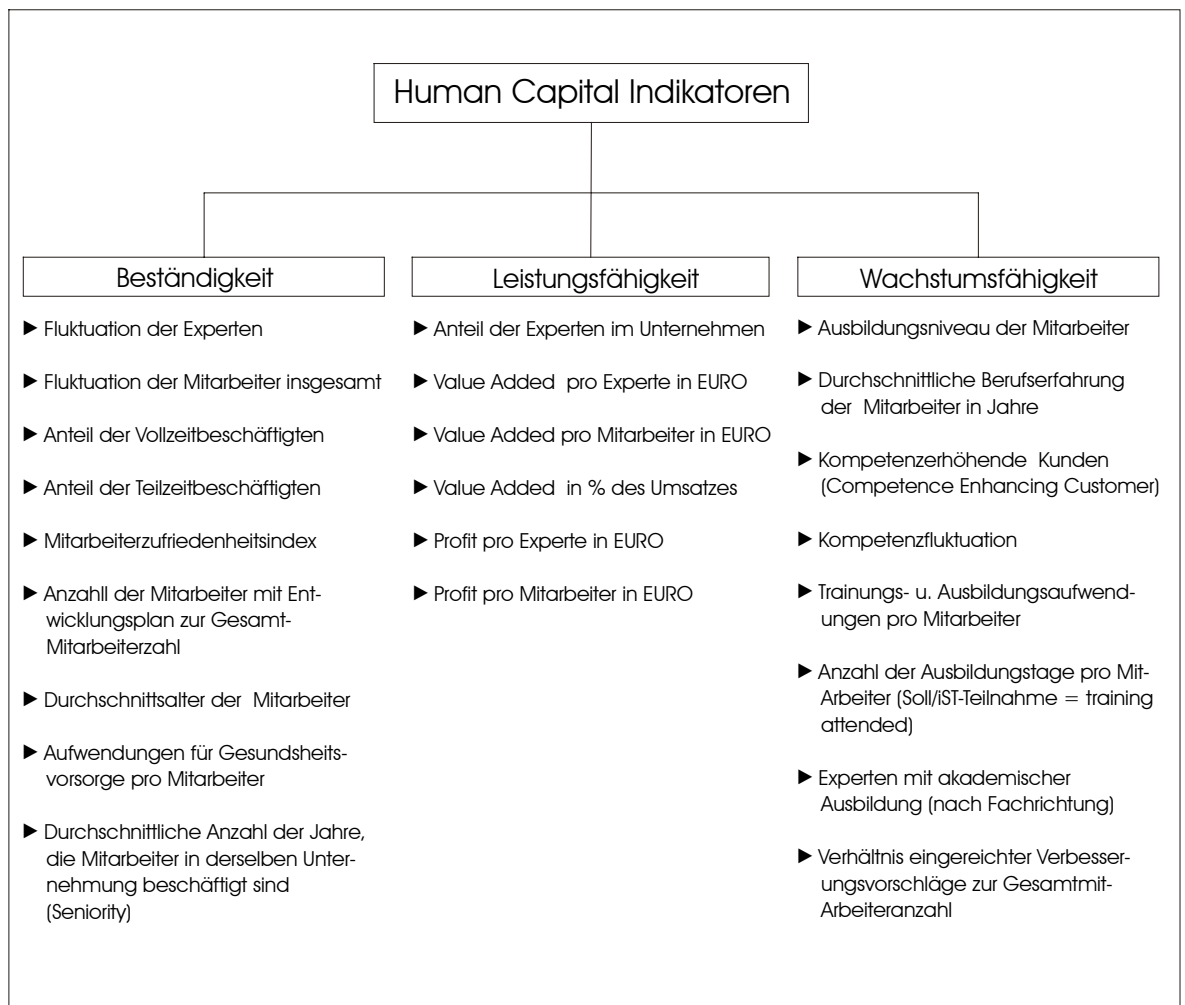 Human Capital Indikatoren
Beständigkeit
▶ Fluktuation der Experten
▶ Fluktuation der Mitarbeiter insgesamt
▶ Anteil der Vollzeitbeschäftigten
▶ Anteil der Teilzeitbeschäftigten
▶ Mitarbeiterzufriedenheitsindex
▶ Anzahll der Mitarbeiter mit Ent-
wicklungsplan zur Gesamt-
Mitarbeiterzahl
▶ Durchschnittsalter der Mitarbeiter
▶ Aufwendungen für Gesundsheits-
vorsorge pro Mitarbeiter
▶ Durchschnittliche Anzahl der Jahre,
die Mitarbeiter in derselben Unter-
nehmung beschäftigt sind
(Seniority)
Leistungsfähigkeit
▶ Anteil der Experten im Unternehmen
▶ Value Added pro Experte in EURO
▶ Value Added pro Mitarbeiter in EURO
▶ Value Added in % des Umsatzes
▶ Profit pro Experte in EURO
▶ Profit pro Mitarbeiter in EURO
Wachstumsfähigkeit
▶ Ausbildungsniveau der Mitarbeiter
▶ Durchschnittliche Berufserfahrung
der Mitarbeiter in Jahre
▶ Kompetenzerhöhende Kunden
(Competence Enhancing Customer)
▶ Kompetenzfluktuation
▶ Trainings- u. Ausbildungsaufwend-
ungen pro Mitarbeiter
▶ Anzahl der Ausbildungstage pro Mit-
Arbeiter (Soll/iST-Teilnahme = training
attended)
▶ Experten mit akademischer
Ausbildung (nach Fachrichtung)
▶ Verhältnis eingereichter Verbesser-
ungsvorschläge zur Gesamtmit-
Arbeiteranzahl